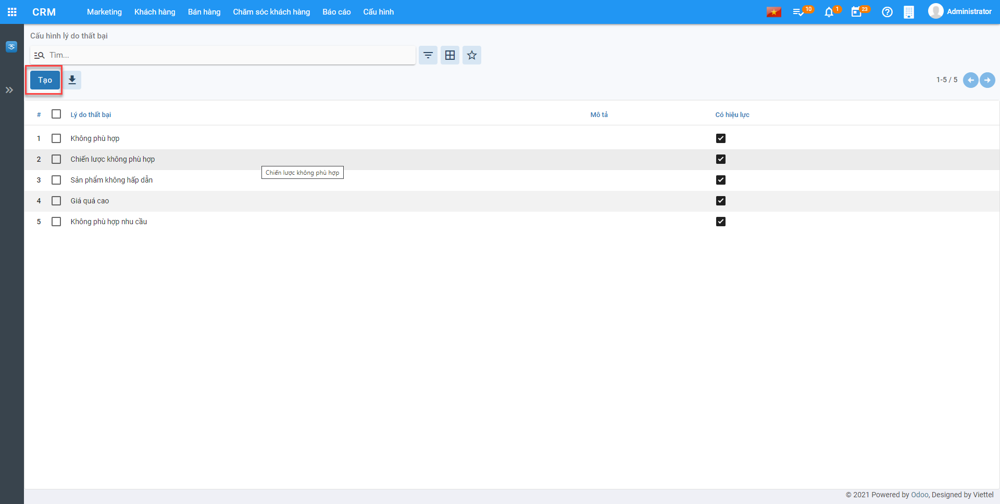 CRM Marketing Khách hàng Bán hàng Chăm sóc khách hàng Báo cáo Cấu hình 10 1 23 Administrator
Cấu hình lý do thất bại
Tìm...
Tạo 1-5 / 5
# Lý do thất bại Mô tả Có hiệu lực
1 Không phù hợp
2 Chiến lược không phù hợp
Chiến lược không phù hợp
3 Sản phẩm không hấp dẫn
4 Giá quá cao
5 Không phù hợp nhu cầu
© 2021 Powered by Odoo, Designed by Viettel